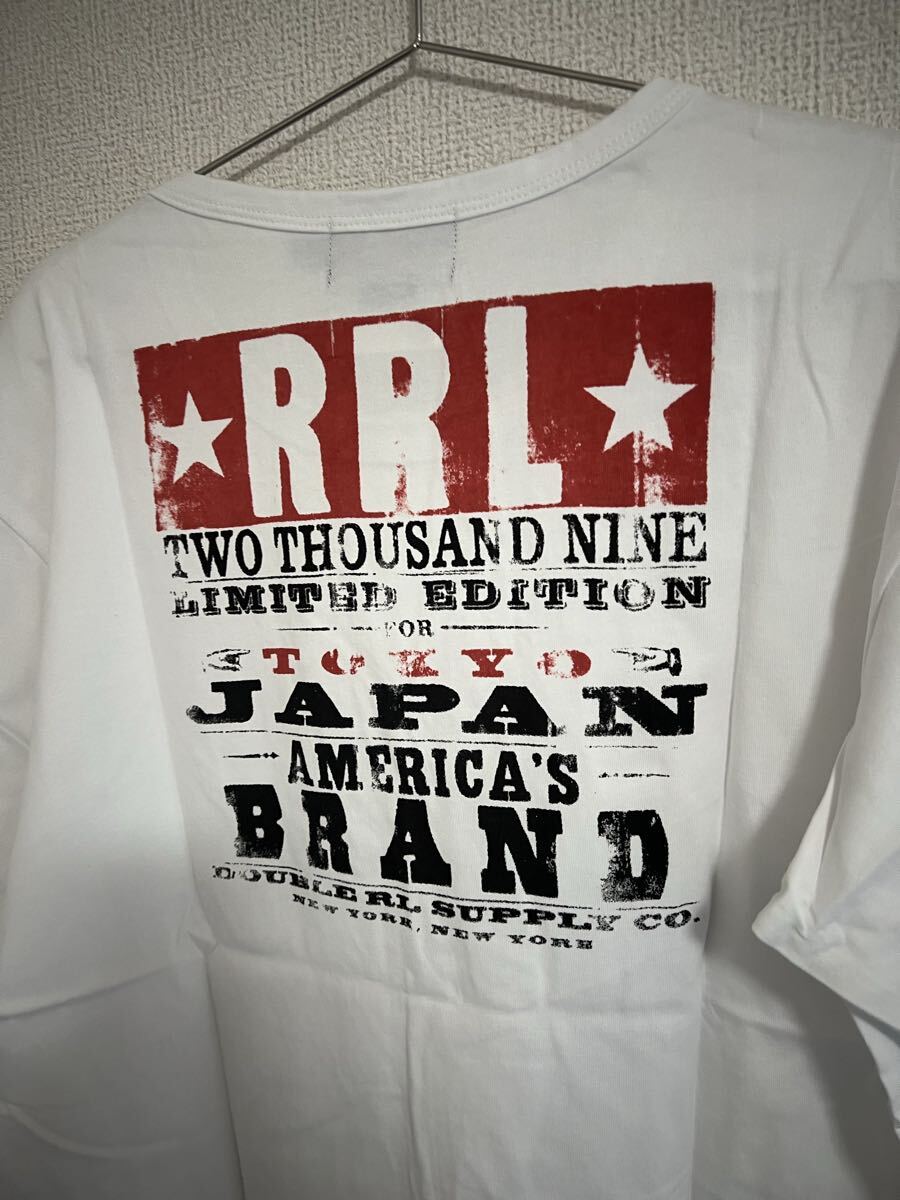 RRL
TWO THOUSAND NINE
LIMITED EDITION
FOR
TOKYO
JAPAN
AMERICA'S
BRAND
DOUBLE RL SUPPLY CO.
NEW YORK, NEW YORK